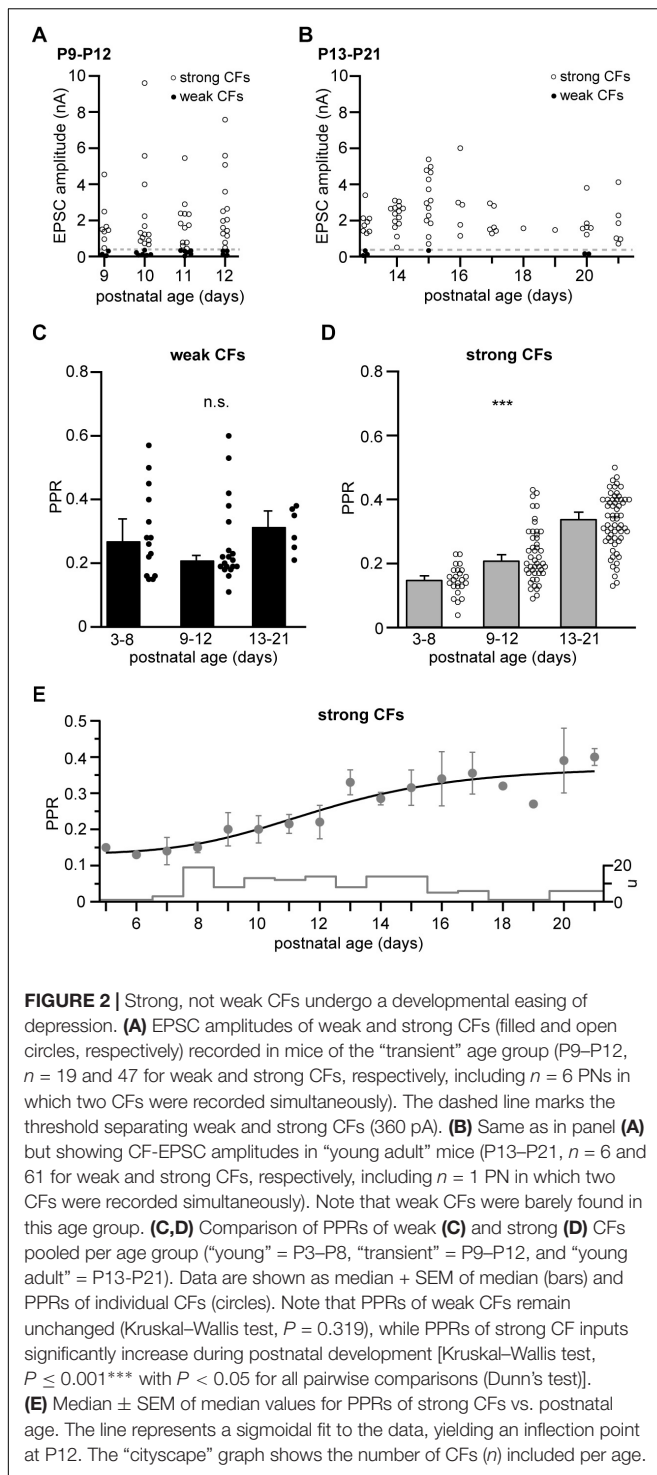 A
P9-P12
10
8
6
4
2
0
EPSC amplitude (nA)
strong CFs
weak CFs
9 10 11 12
postnatal age (days)
B
P13-P21
10
8
6
4
2
0
strong CFs
weak CFs
14 16 18 20
postnatal age (days)
C
weak CFs
n.s.
0.8
0.6
0.4
0.2
0
PPR
3-8 9-12 13-21
postnatal age (days)
D
strong CFs
***
0.8
0.6
0.4
0.2
0
PPR
3-8 9-12 13-21
postnatal age (days)
E
strong CFs
0.5
0.4
0.3
0.2
0.1
0
PPR
20
0
n
6 8 10 12 14 16 18 20
postnatal age (days)
FIGURE 2 | Strong, not weak CFs undergo a developmental easing of
depression. (A) EPSC amplitudes of weak and strong CFs (filled and open
circles, respectively) recorded in mice of the “transient” age group (P9–P12,
n = 19 and 47 for weak and strong CFs, respectively, including n = 6 PNs in
which two CFs were recorded simultaneously). The dashed line marks the
threshold separating weak and strong CFs (360 pA). (B) Same as in panel (A)
but showing CF-EPSC amplitudes in “young adult” mice (P13–P21, n = 6 and
61 for weak and strong CFs, respectively, including n = 1 PN in which two
CFs were recorded simultaneously). Note that weak CFs were barely found in
this age group. (C,D) Comparison of PPRs of weak (C) and strong (D) CFs
pooled per age group (“young” = P3–P8, “transient” = P9–P12, and “young
adult” = P13-P21). Data are shown as median + SEM of median (bars) and
PPRs of individual CFs (circles). Note that PPRs of weak CFs remain
unchanged (Kruskal–Wallis test, P = 0.319), while PPRs of strong CF inputs
significantly increase during postnatal development [Kruskal–Wallis test,
P ≤ 0.001*** with P < 0.05 for all pairwise comparisons (Dunn’s test)].
(E) Median ± SEM of median values for PPRs of strong CFs vs. postnatal
age. The line represents a sigmoidal fit to the data, yielding an inflection point
at P12. The “cityscape” graph shows the number of CFs (n) included per age.